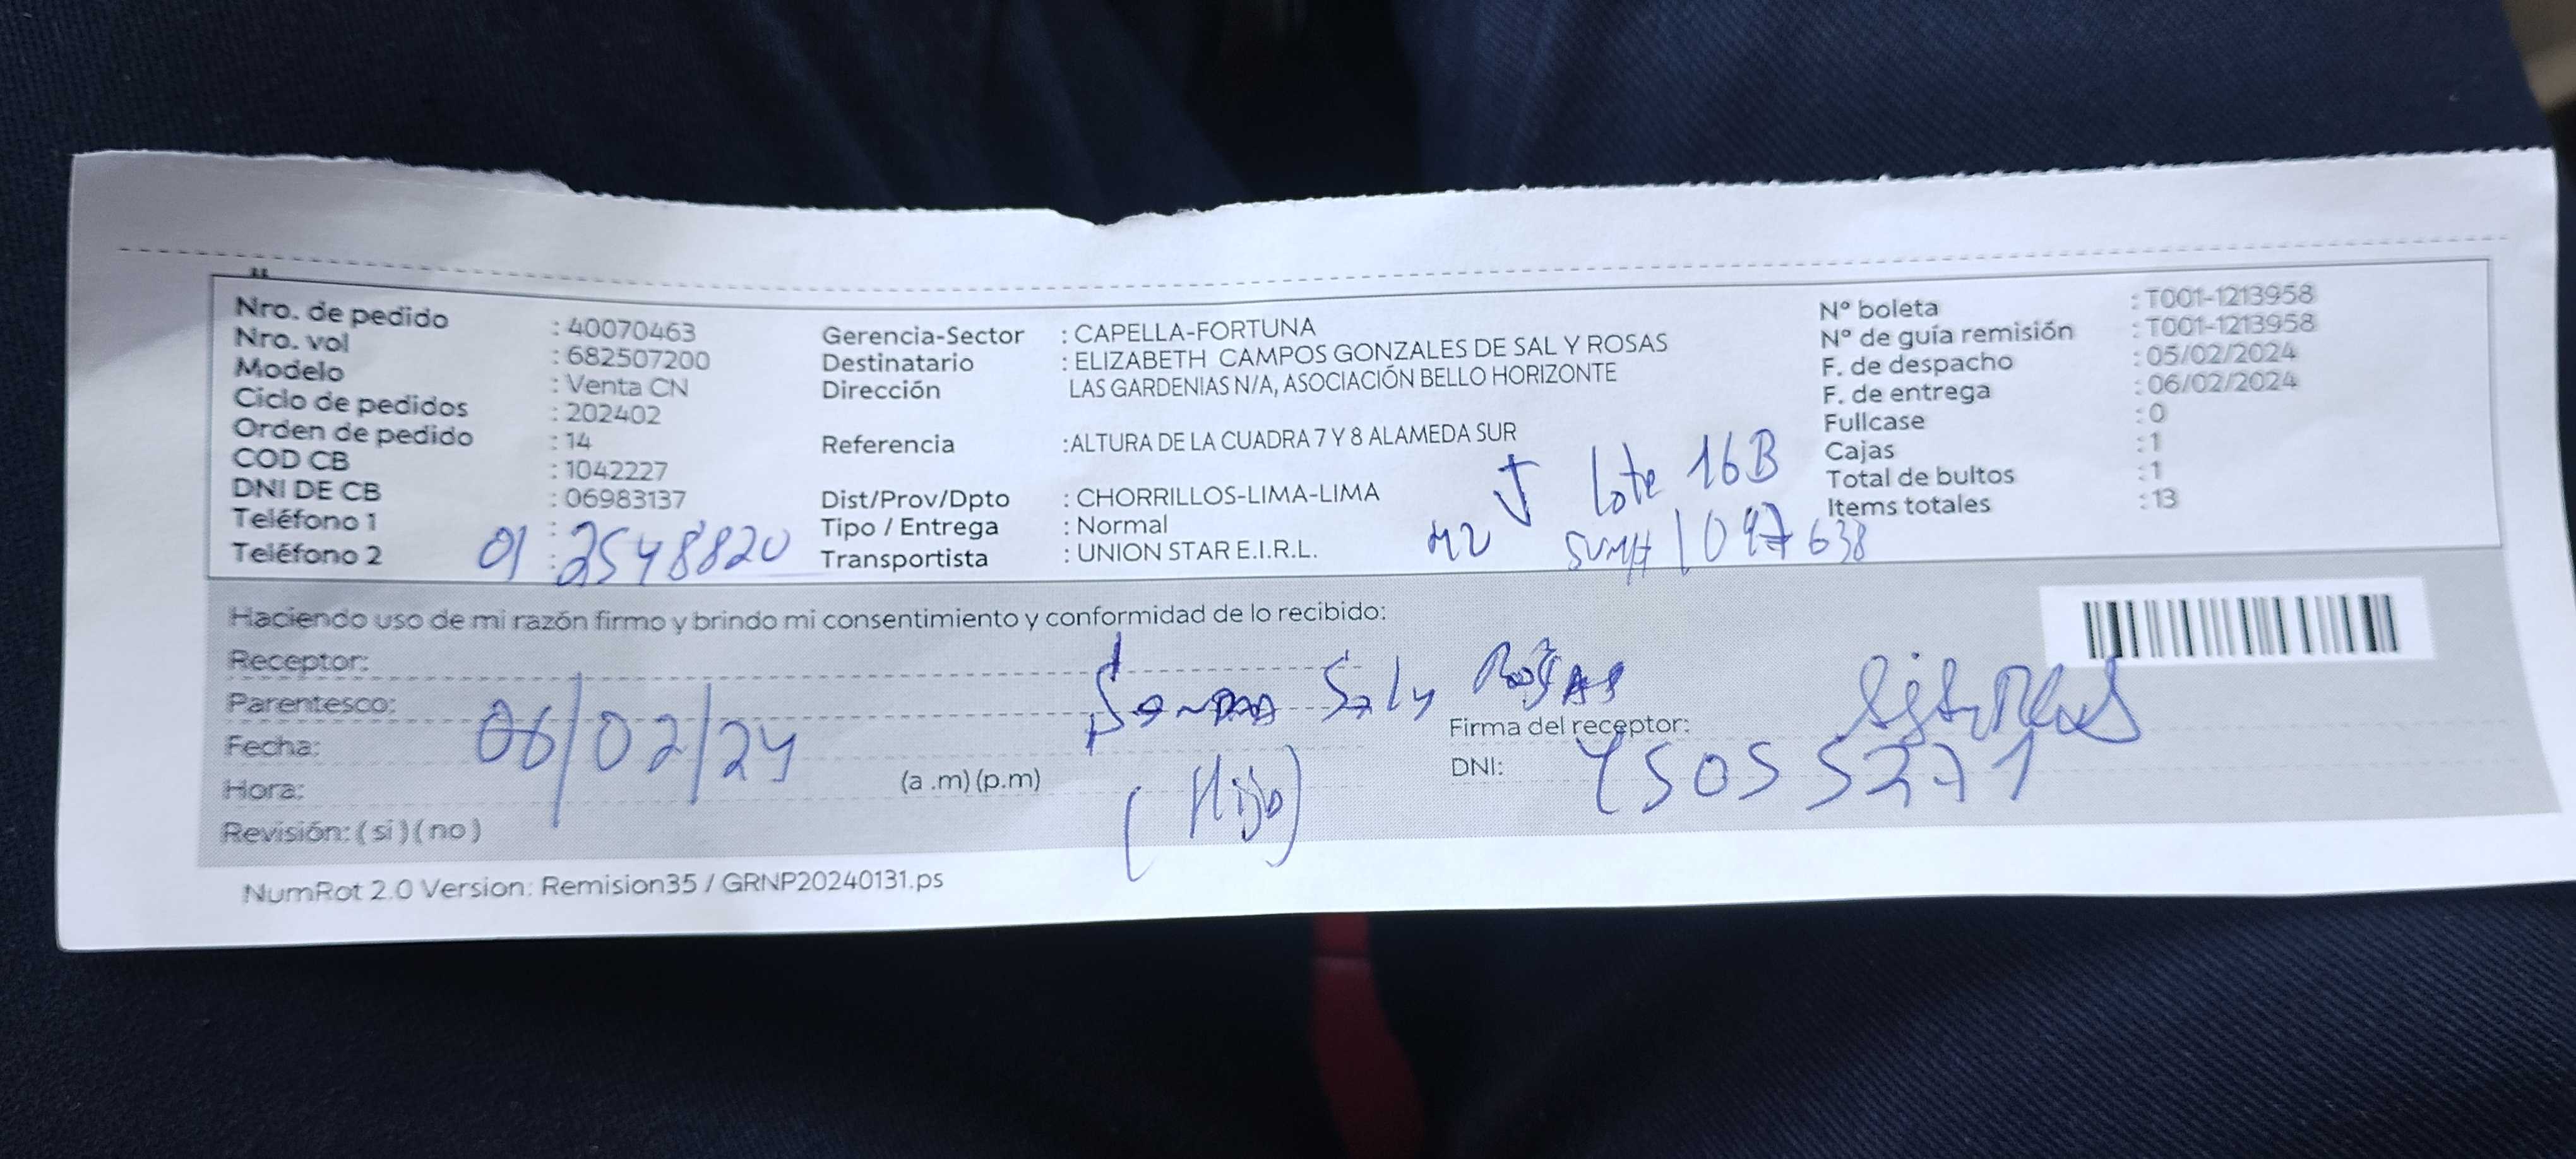 Nro. de pedido : 40070463
Nro. vol : 682507200
Modelo : Venta CN
Ciclo de pedidos : 202402
Orden de pedido : 14
COD CB : 1042227
DNI DE CB : 06983137
Teléfono 1 :
Teléfono 2 : 01 2548820
Gerencia-Sector : CAPELLA-FORTUNA
Destinatario : ELIZABETH CAMPOS GONZALES DE SAL Y ROSAS
Dirección LAS GARDENIAS N/A, ASOCIACIÓN BELLO HORIZONTE
Referencia :ALTURA DE LA CUADRA 7 Y 8 ALAMEDA SUR
Dist/Prov/Dpto : CHORRILLOS-LIMA-LIMA
Tipo / Entrega : Normal
Transportista : UNION STAR E.I.R.L.
Mz J lote 16B
Nº boleta : T001-1213958
Nº de guía remisión : T001-1213958
F. de despacho : 05/02/2024
F. de entrega : 06/02/2024
Fullcase : 0
Cajas : 1
Total de bultos : 1
Items totales : 13
Haciendo uso de mi razón firmo y brindo mi consentimiento y conformidad de lo recibido:
Receptor: Sal y Rosas
Parentesco: (Hijo)
Fecha: 06/02/24
Hora: (a .m) (p.m)
Revisión: ( si ) ( no )
Firma del receptor:
DNI: 45055271
NumRot 2.0 Version: Remision35 / GRNP20240131.ps